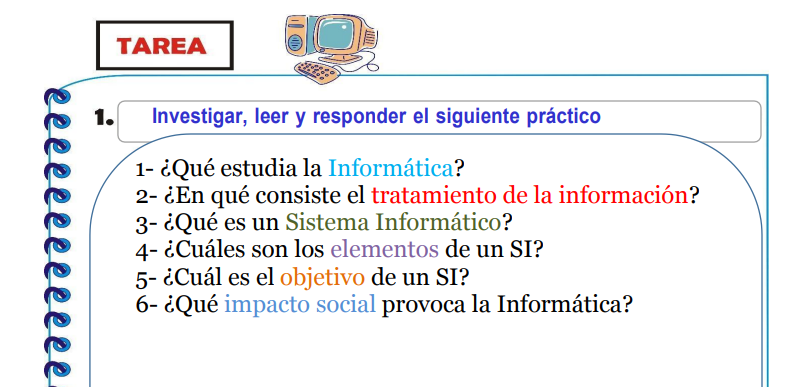 TAREA
1. Investigar, leer y responder el siguiente práctico
1- ¿Qué estudia la Informática?
2- ¿En qué consiste el tratamiento de la información?
3- ¿Qué es un Sistema Informático?
4- ¿Cuáles son los elementos de un SI?
5- ¿Cuál es el objetivo de un SI?
6- ¿Qué impacto social provoca la Informática?